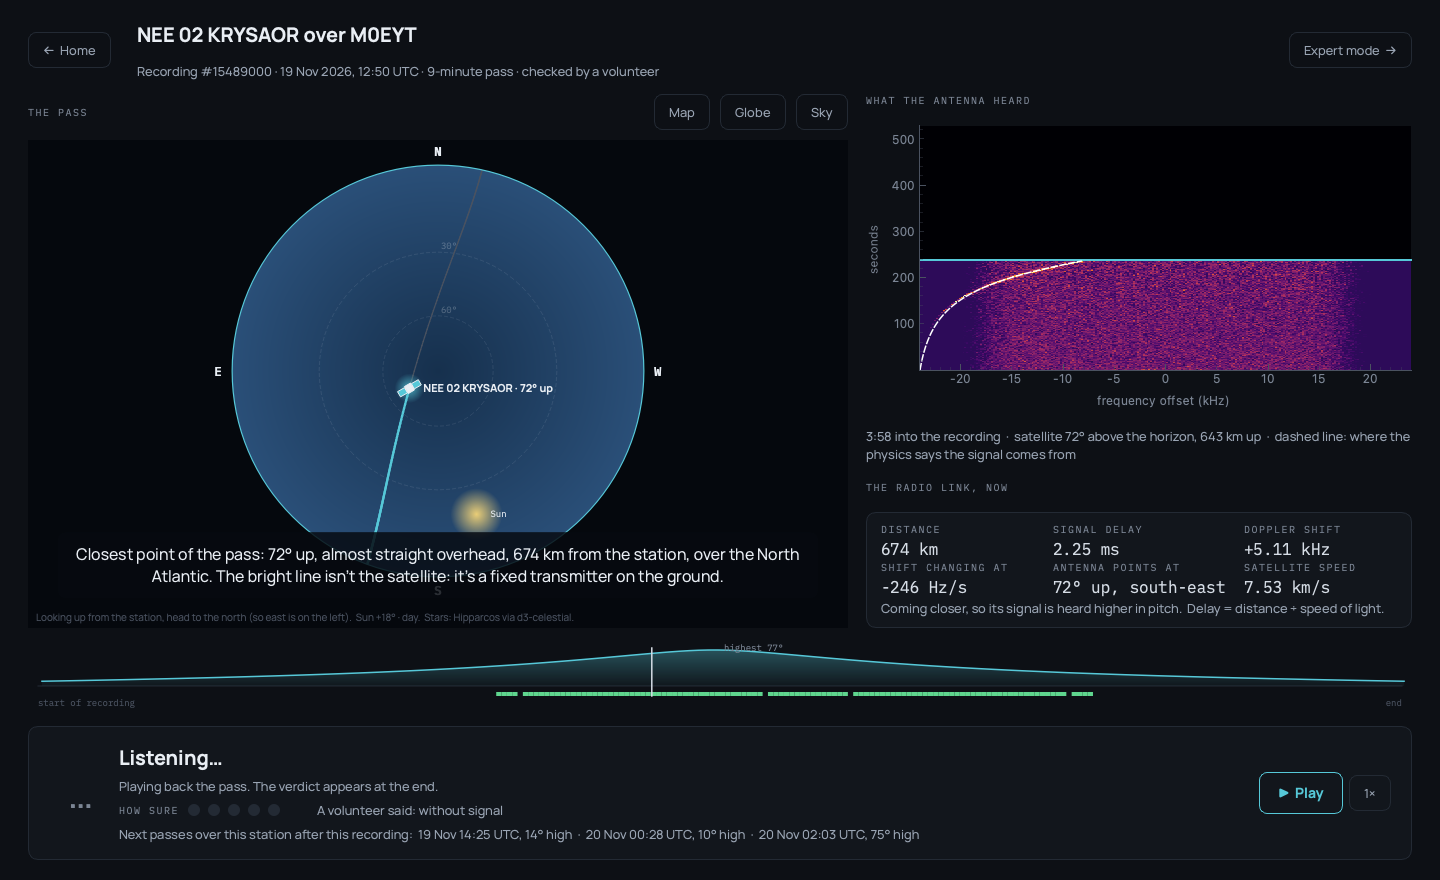 ← Home
NEE 02 KRYSAOR over M0EYT
Recording #15489000 · 19 Nov 2026, 12:50 UTC · 9-minute pass · checked by a volunteer
Expert mode →
THE PASS
Map
Globe
Sky
N
30°
60°
E
W
NEE 02 KRYSAOR · 72° up
Sun
Closest point of the pass: 72° up, almost straight overhead, 674 km from the station, over the North
Atlantic. The bright line isn't the satellite: it's a fixed transmitter on the ground.
S
Looking up from the station, head to the north (so east is on the left). Sun +18° · day. Stars: Hipparcos via d3-celestial.
WHAT THE ANTENNA HEARD
500
400
300
200
100
seconds
-20 -15 -10 -5 0 5 10 15 20
frequency offset (kHz)
3:58 into the recording · satellite 72° above the horizon, 643 km up · dashed line: where the
physics says the signal comes from
THE RADIO LINK, NOW
DISTANCE SIGNAL DELAY DOPPLER SHIFT
674 km 2.25 ms +5.11 kHz
SHIFT CHANGING AT ANTENNA POINTS AT SATELLITE SPEED
-246 Hz/s 72° up, south-east 7.53 km/s
Coming closer, so its signal is heard higher in pitch. Delay = distance ÷ speed of light.
highest 77°
start of recording
end
Listening…
Playing back the pass. The verdict appears at the end.
HOW SURE
A volunteer said: without signal
Next passes over this station after this recording: 19 Nov 14:25 UTC, 14° high · 20 Nov 00:28 UTC, 10° high · 20 Nov 02:03 UTC, 75° high
▶ Play
1×